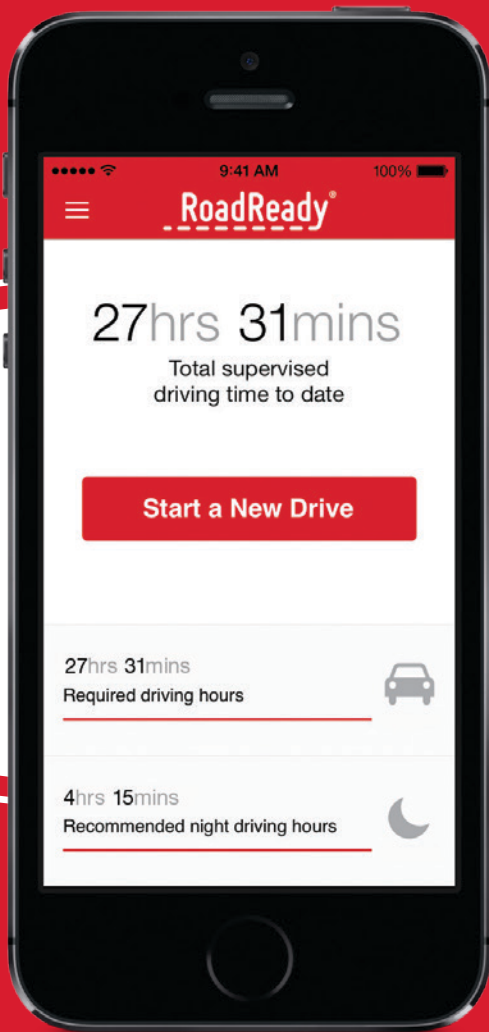 9:41 AM
100%
RoadReady®
27hrs 31mins
Total supervised
driving time to date
Start a New Drive
27hrs 31mins
Required driving hours
4hrs 15mins
Recommended night driving hours